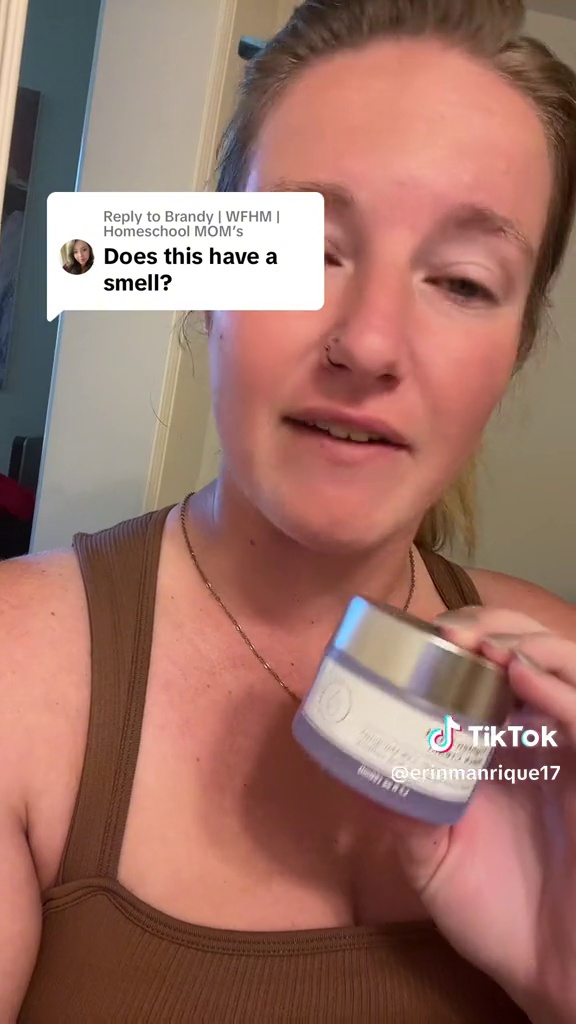 Reply to Brandy | WFHM |
Homeschool MOM's
Does this have a
smell?
TikTok
@erinmanrique17